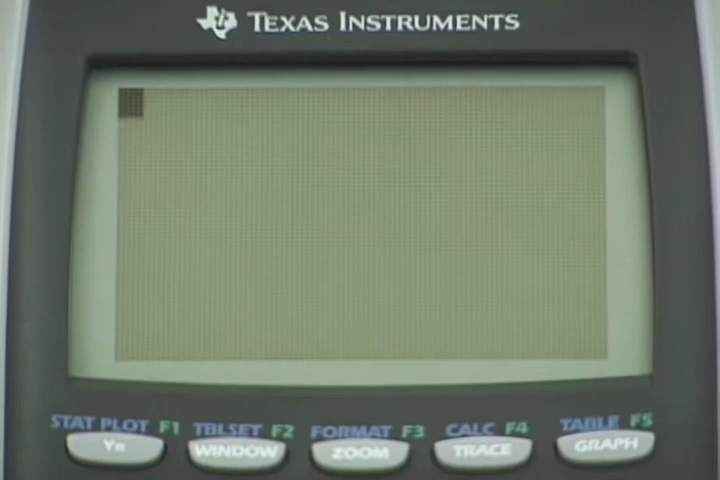 TEXAS INSTRUMENTS
STAT PLOT F1 TBLSET F2 FORMAT F3 CALC F4 TABLE F5
Y= WINDOW ZOOM TRACE GRAPH